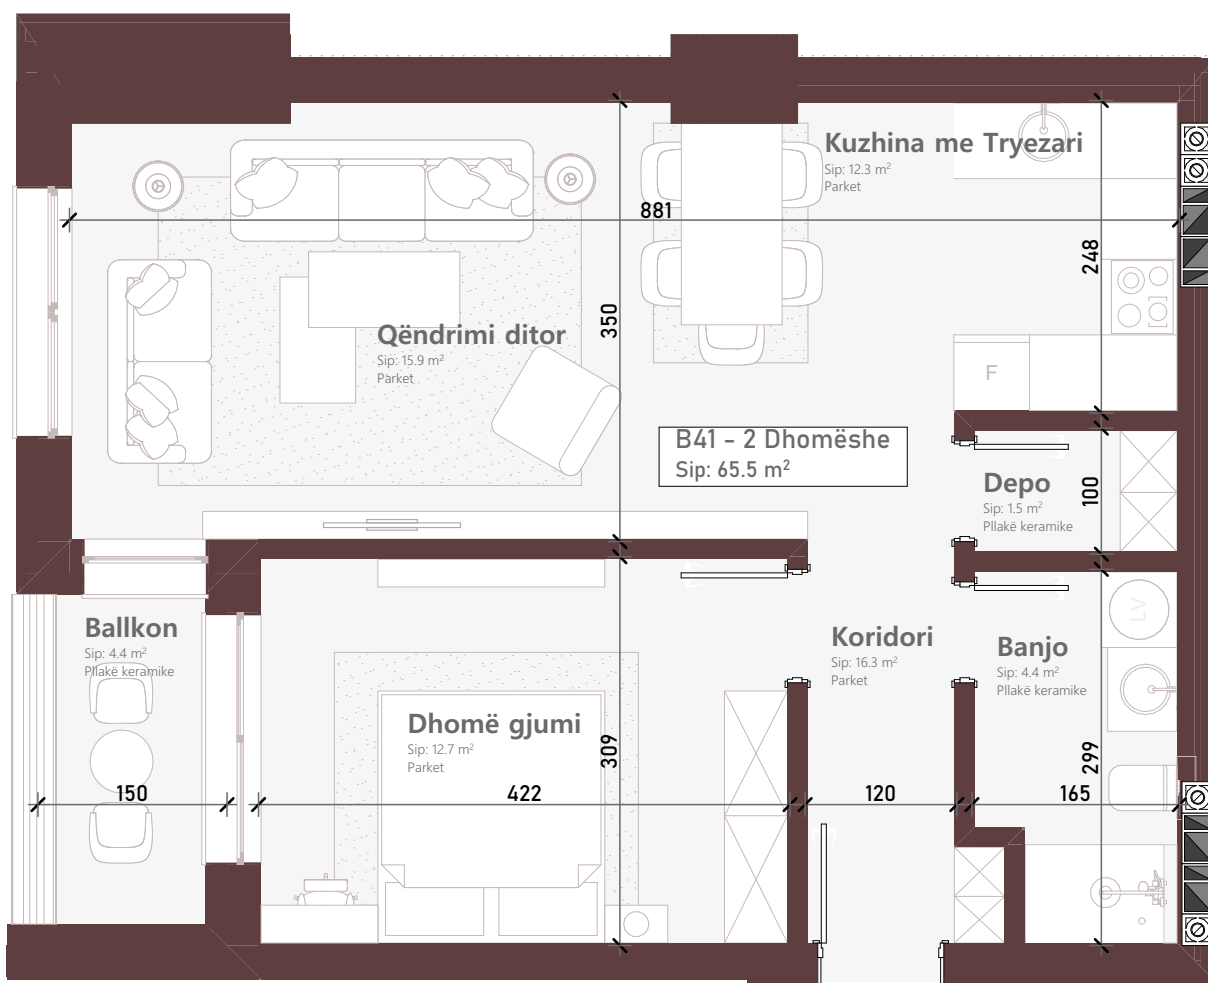 Kuzhina me Tryezari
Sip: 12.3 m²
Parket
881
248
350
Qëndrimi ditor
Sip: 15.9 m²
Parket
F
B41 - 2 Dhomëshe
Sip: 65.5 m²
Depo
Sip: 1.5 m²
Pllakë keramike
100
Ballkon
Sip: 4.4 m²
Pllakë keramike
Koridori
Sip: 16.3 m²
Parket
Banjo
Sip: 4.4 m²
Pllakë keramike
LV
Dhomë gjumi
Sip: 12.7 m²
Parket
309
299
150
422
120
165